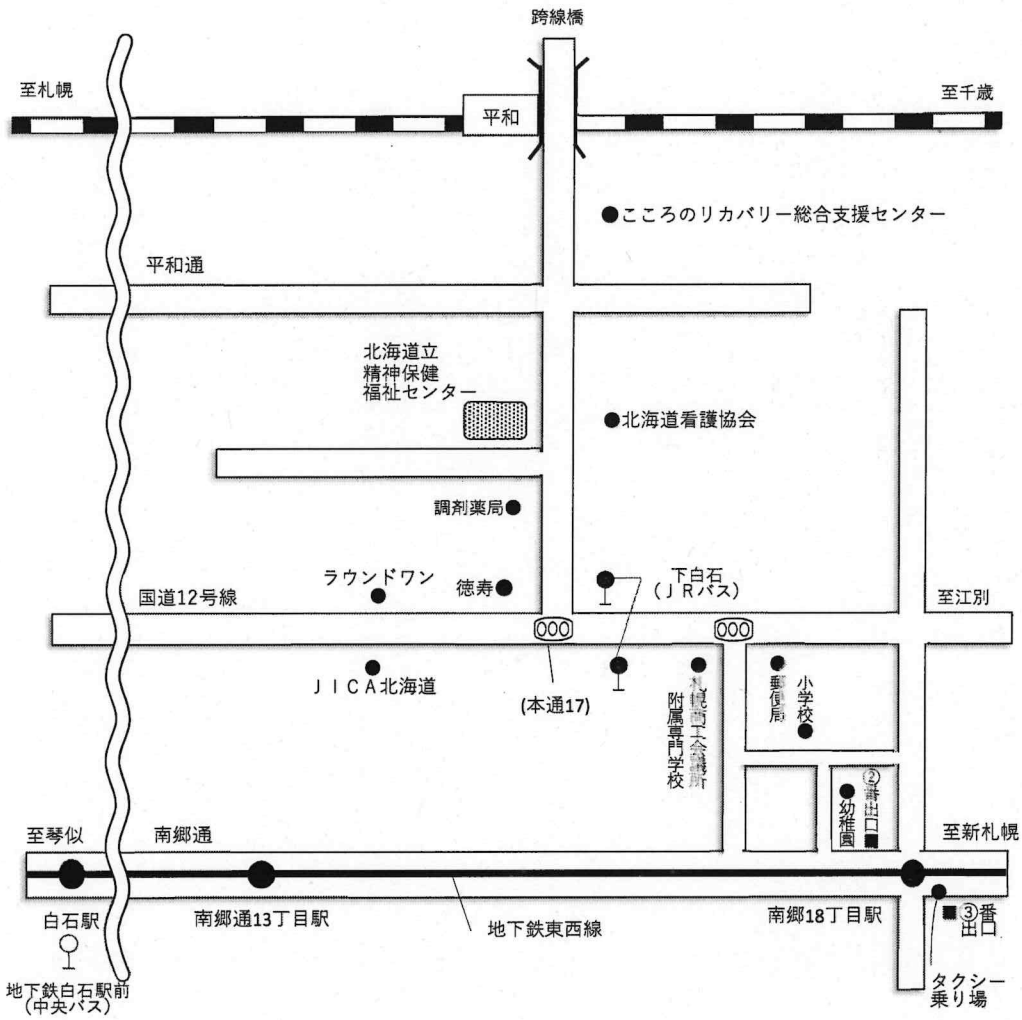 跨線橋
至札幌
至千歳
平和
●こころのリカバリー総合支援センター
平和通
北海道立
精神保健
福祉センター
●北海道看護協会
調剤薬局●
ラウンドワン
徳寿●
下白石
(JRバス)
国道12号線
至江別
JICA北海道
(本通17)
札幌商工会議所
附属専門学校
郵便局
小学校
幼稚園
②番出口■
至琴似
南郷通
至新札幌
白石駅
南郷通13丁目駅
地下鉄東西線
南郷18丁目駅
■③番
出口
地下鉄白石駅前
(中央バス)
タクシー
乗り場